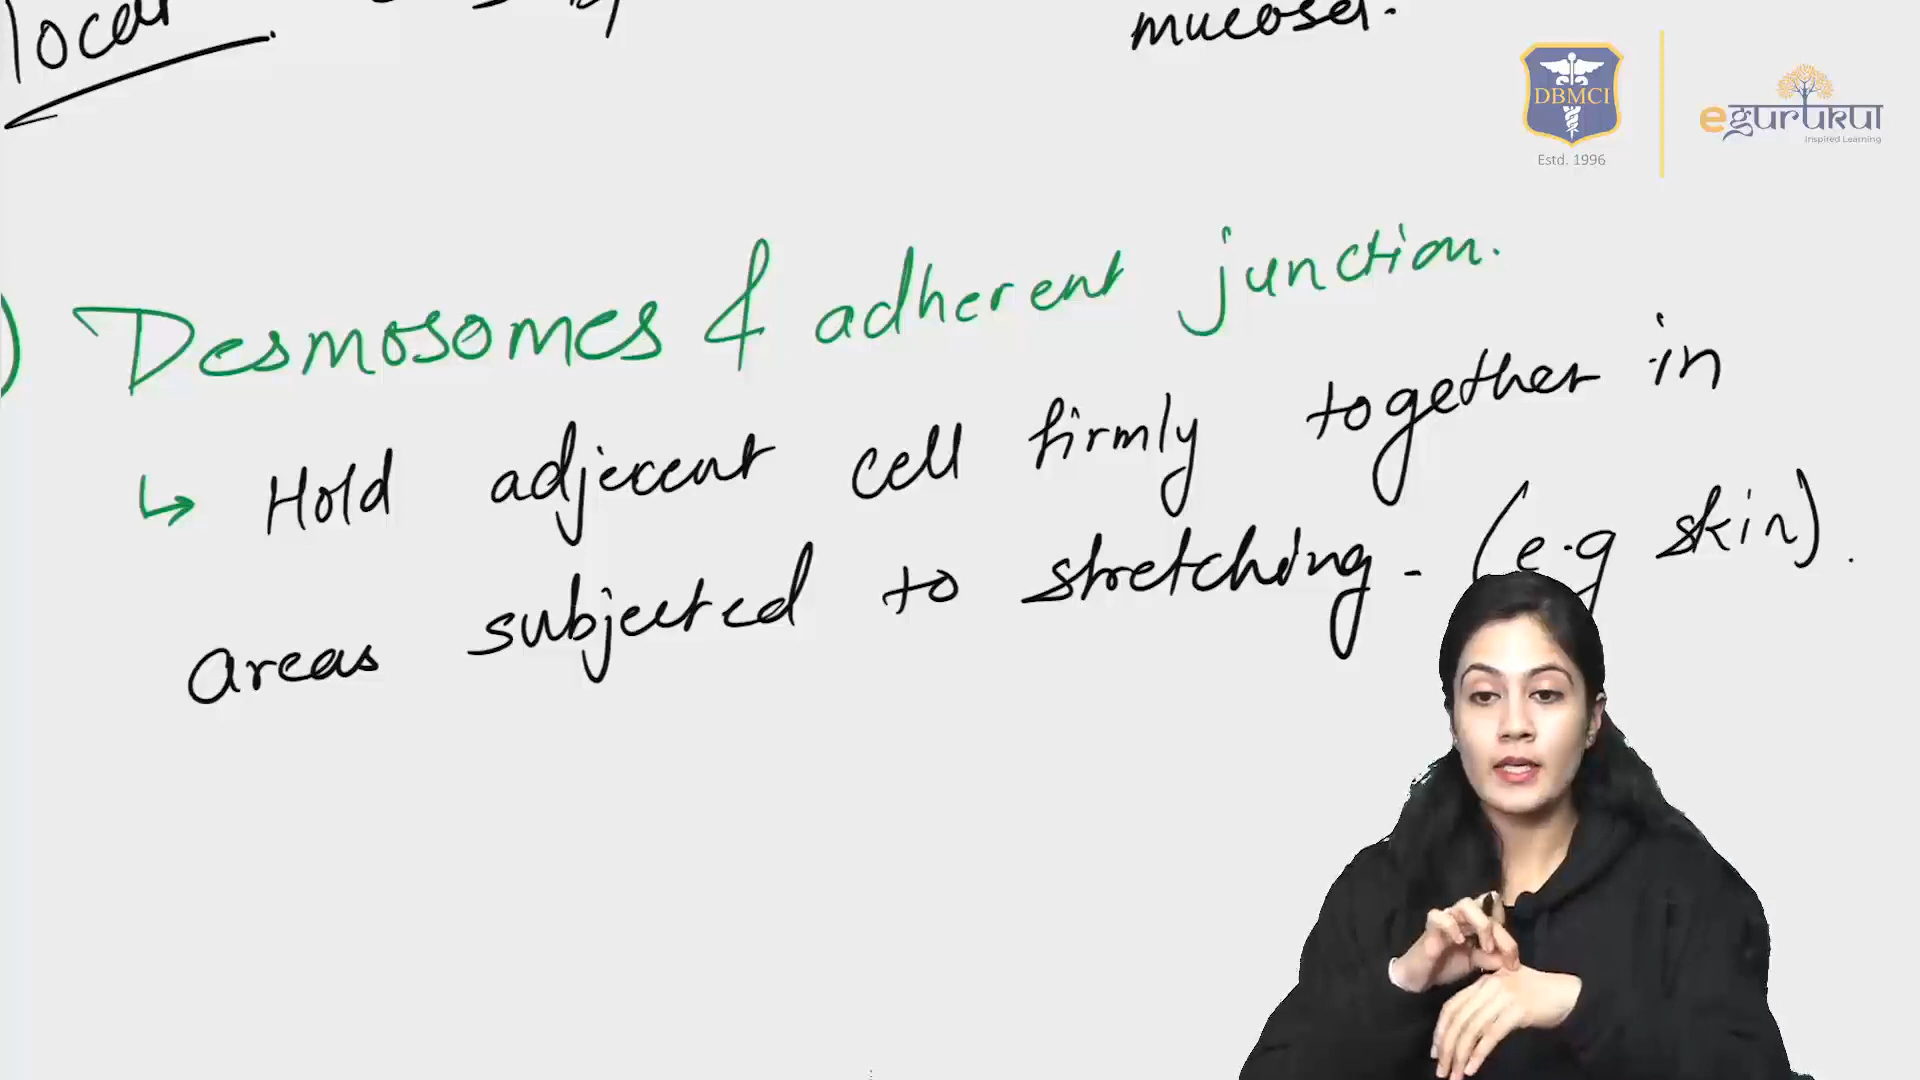 mucosa.
DBMCI
Estd. 1996
egurukul
Inspired Learning
) Desmosomes & adherent junction.
↳ Hold adjecent cell firmly together in
areas subjected to stretching - (e.g skin).